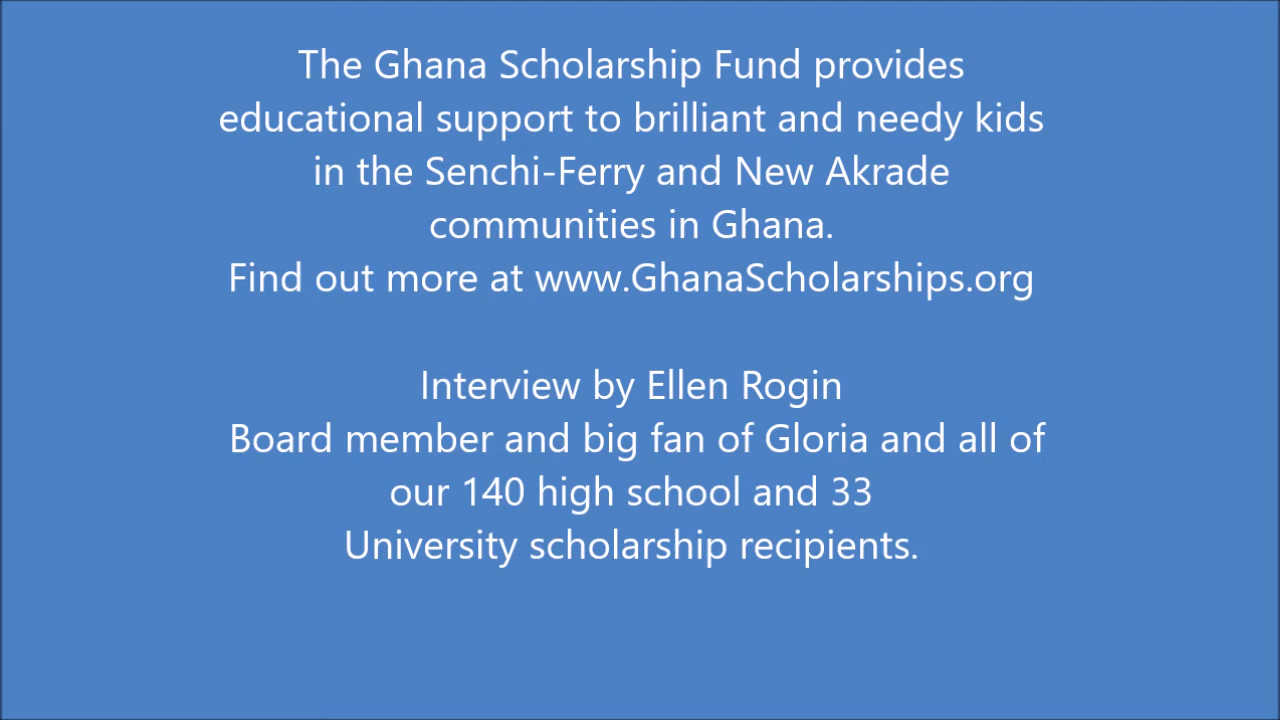 The Ghana Scholarship Fund provides
educational support to brilliant and needy kids
in the Senchi-Ferry and New Akrade
communities in Ghana.
Find out more at www.GhanaScholarships.org
Interview by Ellen Rogin
Board member and big fan of Gloria and all of
our 140 high school and 33
University scholarship recipients.